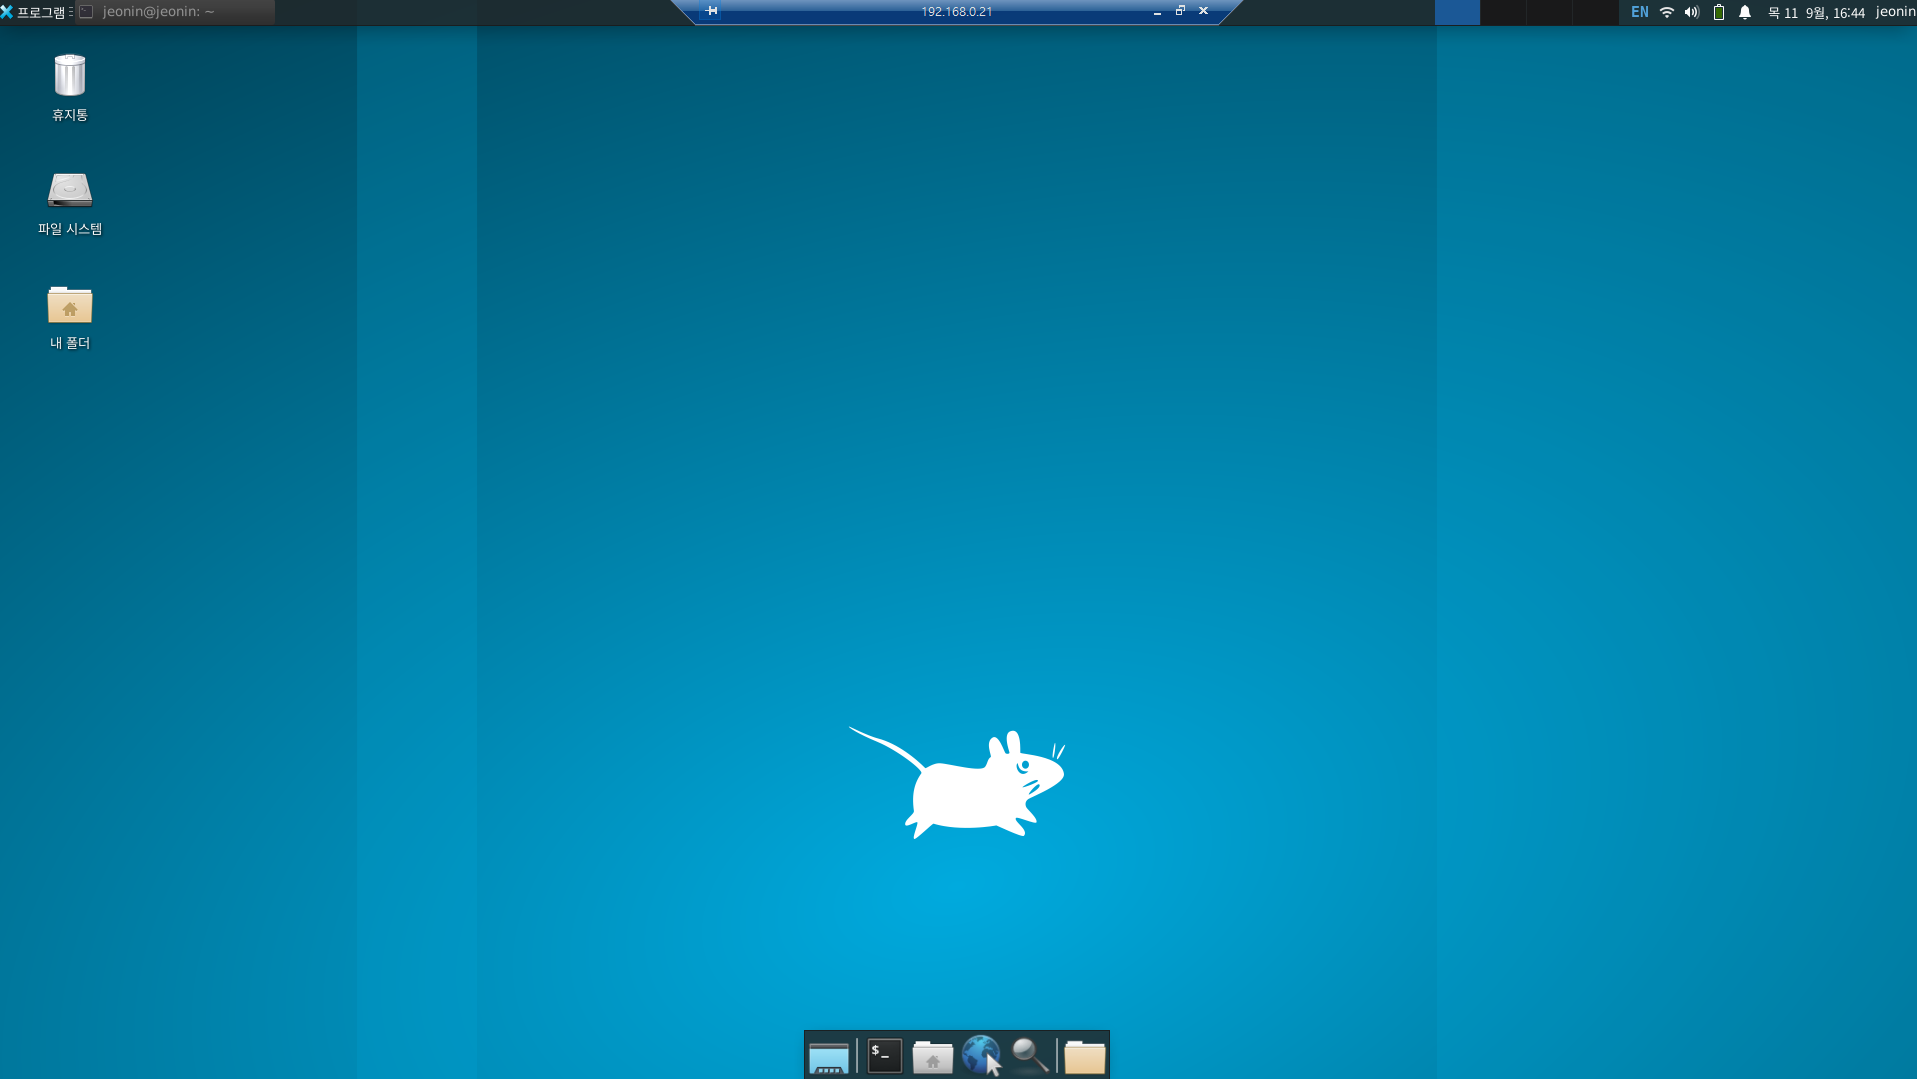 프로그램
jeonin@jeonin: ~
192.168.0.21
EN
목 11 9월, 16:44
jeonin
휴지통
파일 시스템
내 폴더
$_